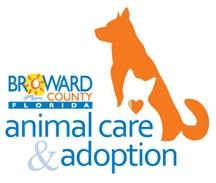 BROWARD
COUNTY
FLORIDA
animal care
& adoption